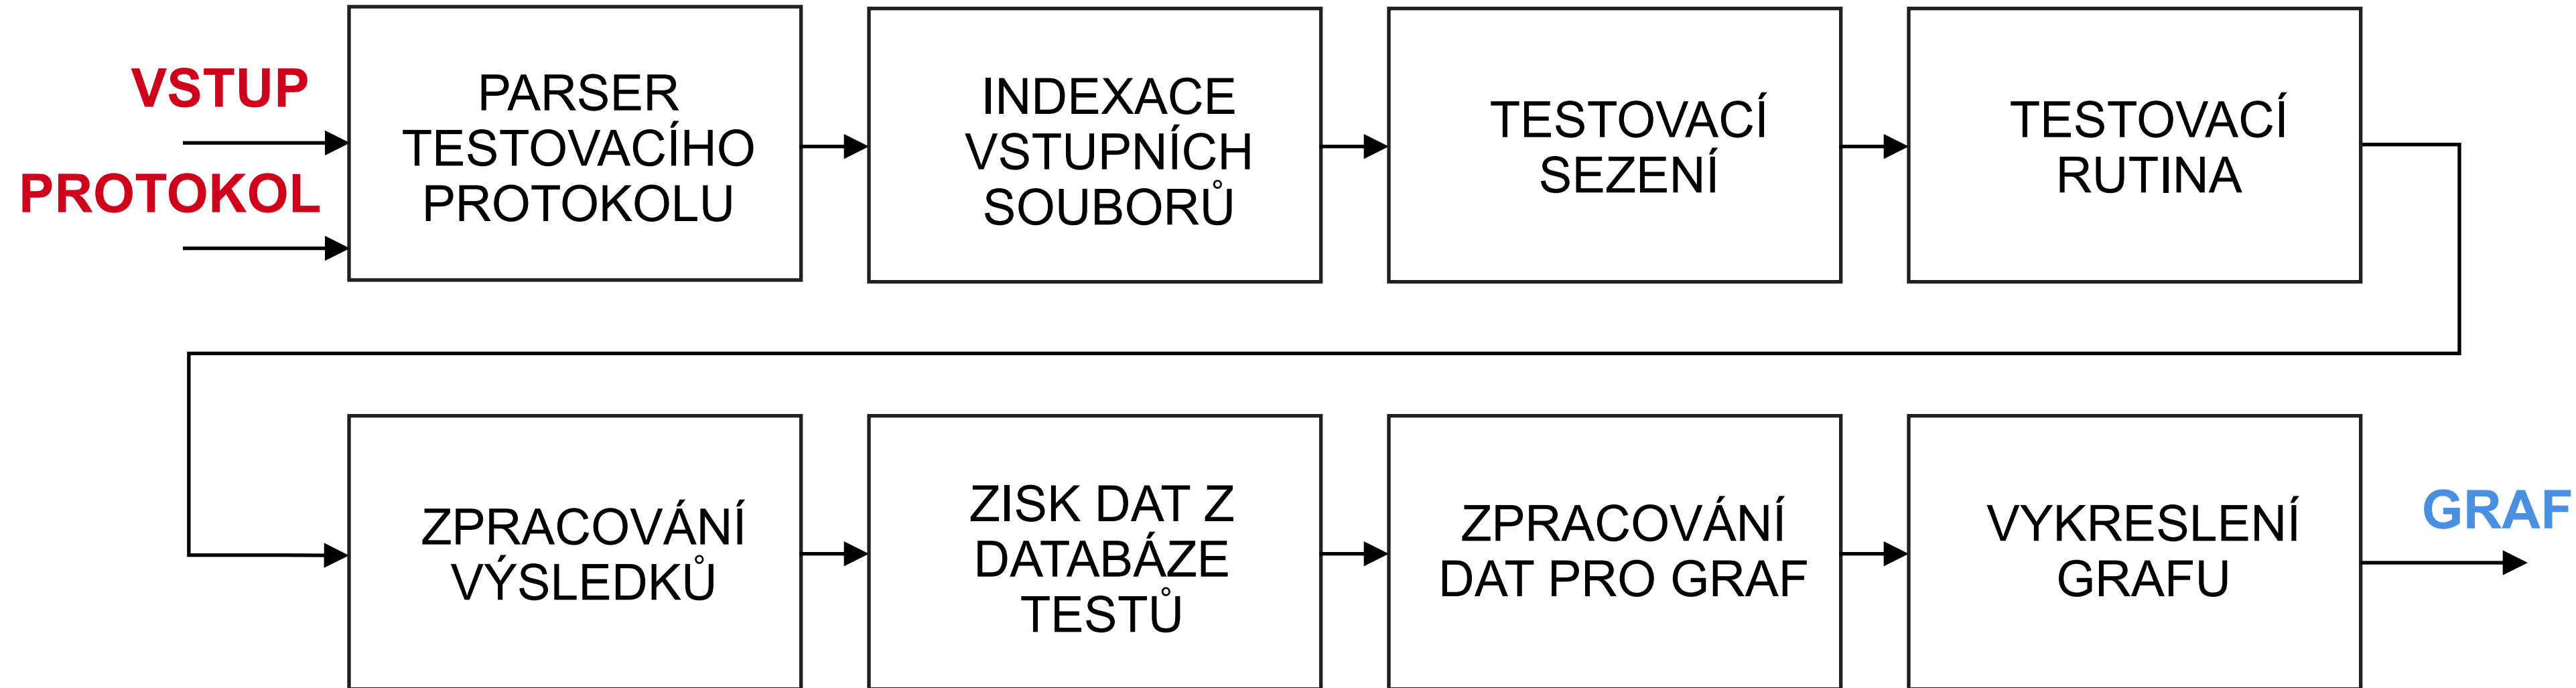 VSTUP
PROTOKOL
PARSER
TESTOVACÍHO
PROTOKOLU
INDEXACE
VSTUPNÍCH
SOUBORŮ
TESTOVACÍ
SEZENÍ
TESTOVACÍ
RUTINA
ZPRACOVÁNÍ
VÝSLEDKŮ
ZISK DAT Z
DATABÁZE
TESTŮ
ZPRACOVÁNÍ
DAT PRO GRAF
VYKRESLENÍ
GRAFU
GRAF